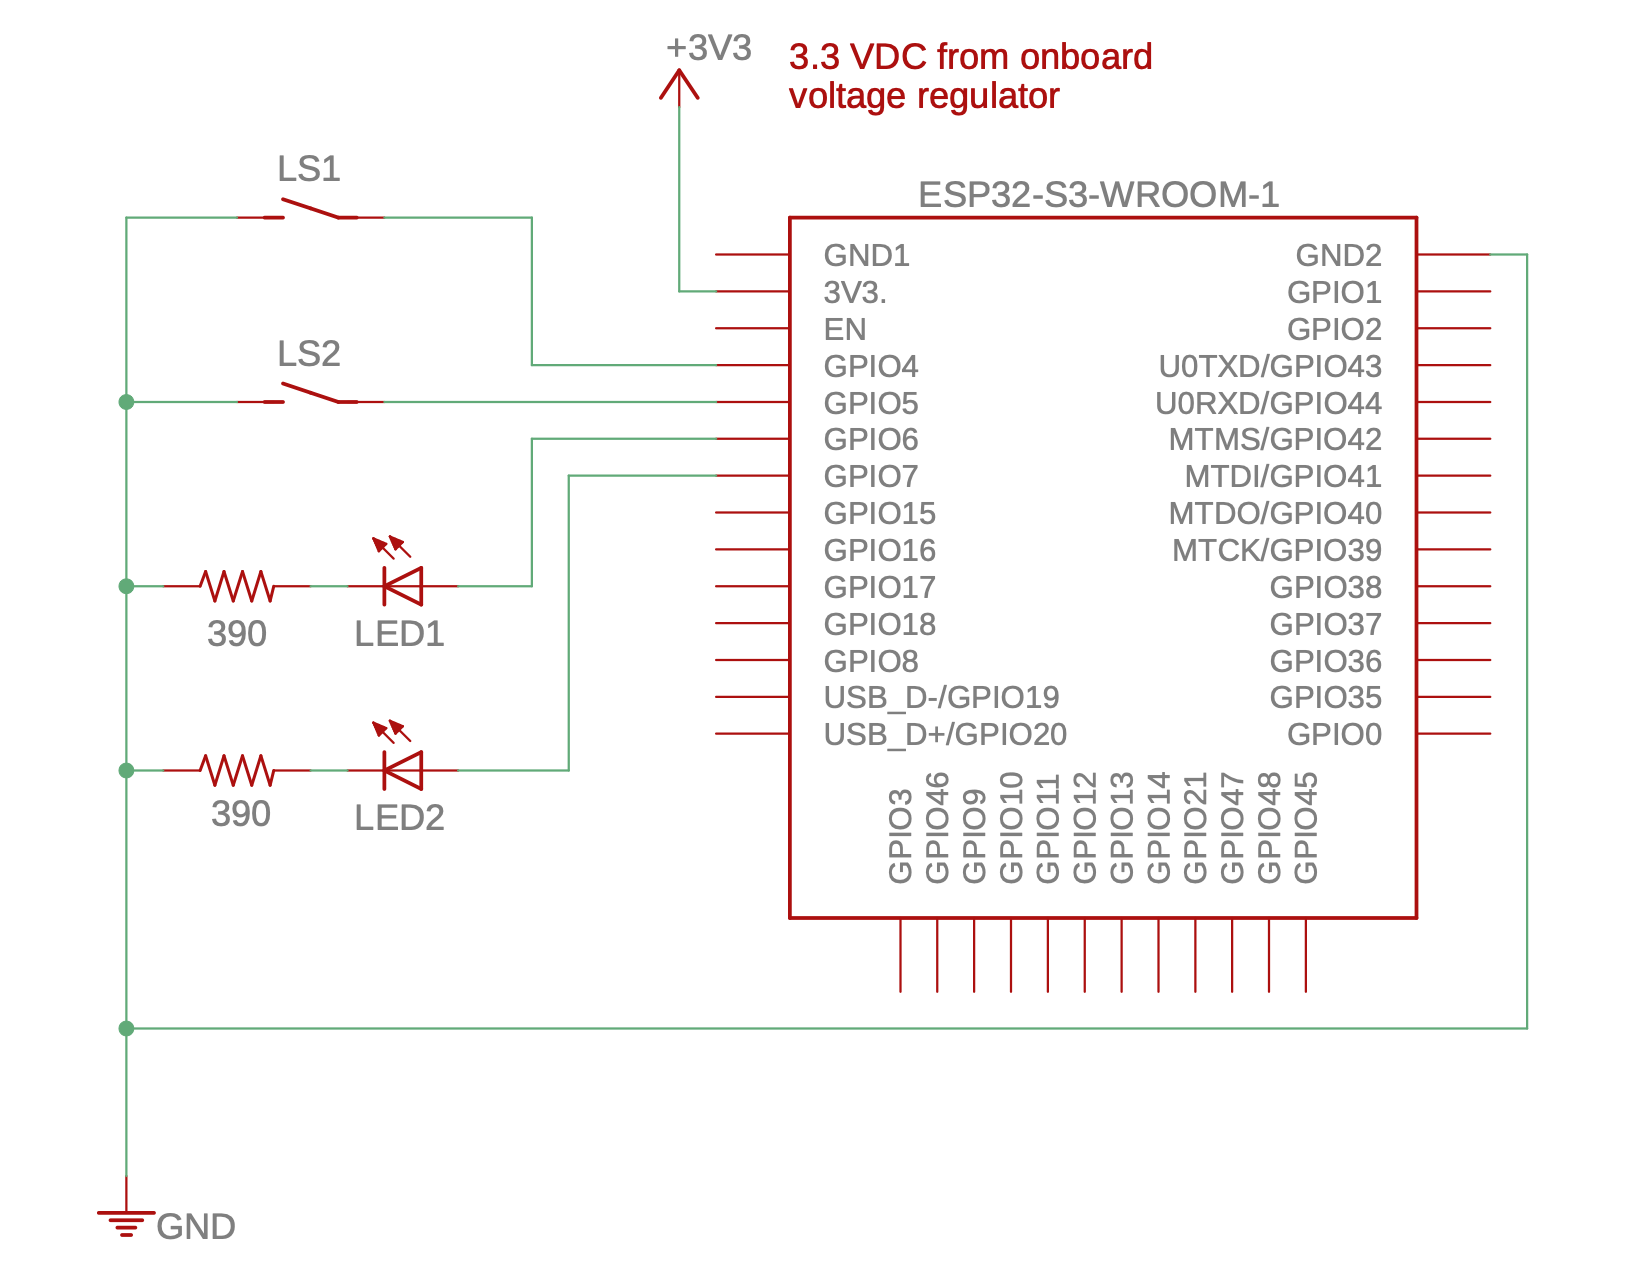 +3V3
3.3 VDC from onboard
voltage regulator
LS1
LS2
390
LED1
390
LED2
GND
ESP32-S3-WROOM-1
GND1
3V3.
EN
GPIO4
GPIO5
GPIO6
GPIO7
GPIO15
GPIO16
GPIO17
GPIO18
GPIO8
USB_D-/GPIO19
USB_D+/GPIO20
GND2
GPIO1
GPIO2
U0TXD/GPIO43
U0RXD/GPIO44
MTMS/GPIO42
MTDI/GPIO41
MTDO/GPIO40
MTCK/GPIO39
GPIO38
GPIO37
GPIO36
GPIO35
GPIO0
GPIO3
GPIO46
GPIO9
GPIO10
GPIO11
GPIO12
GPIO13
GPIO14
GPIO21
GPIO47
GPIO48
GPIO45